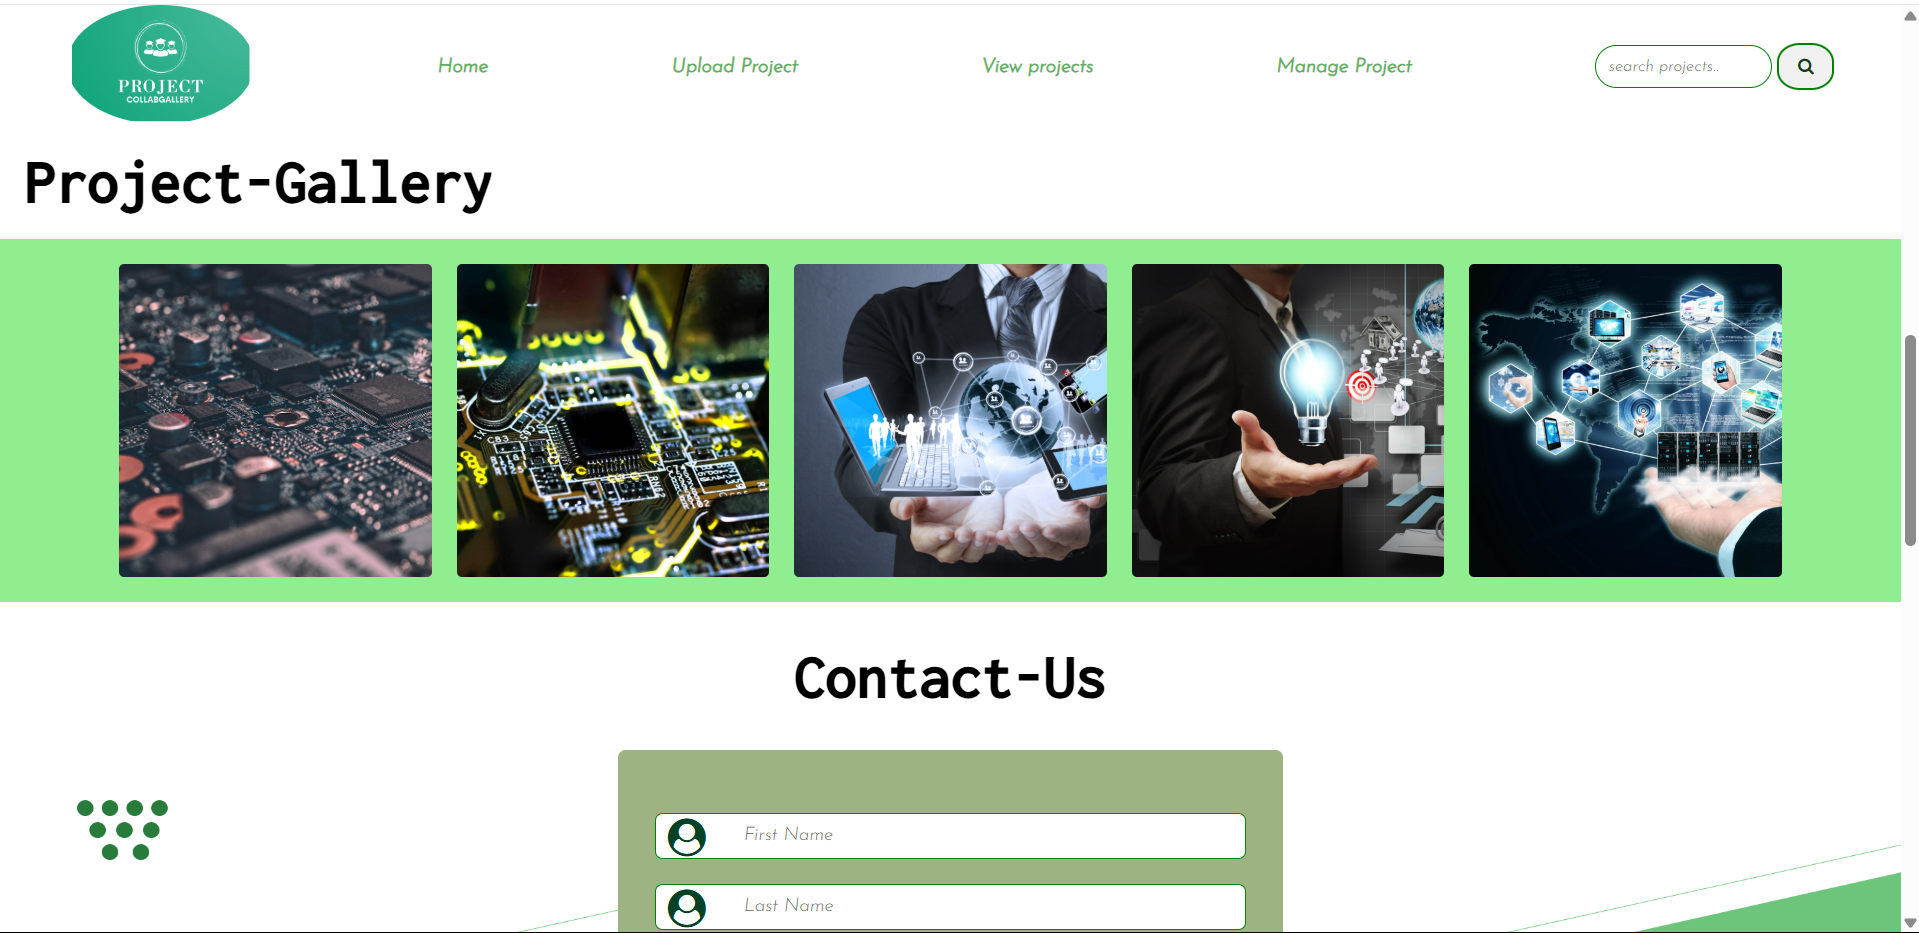 PROJECT
COLLABGALLERY
Home
Upload Project
View projects
Manage Project
search projects..
Project-Gallery
Contact-Us
First Name
Last Name